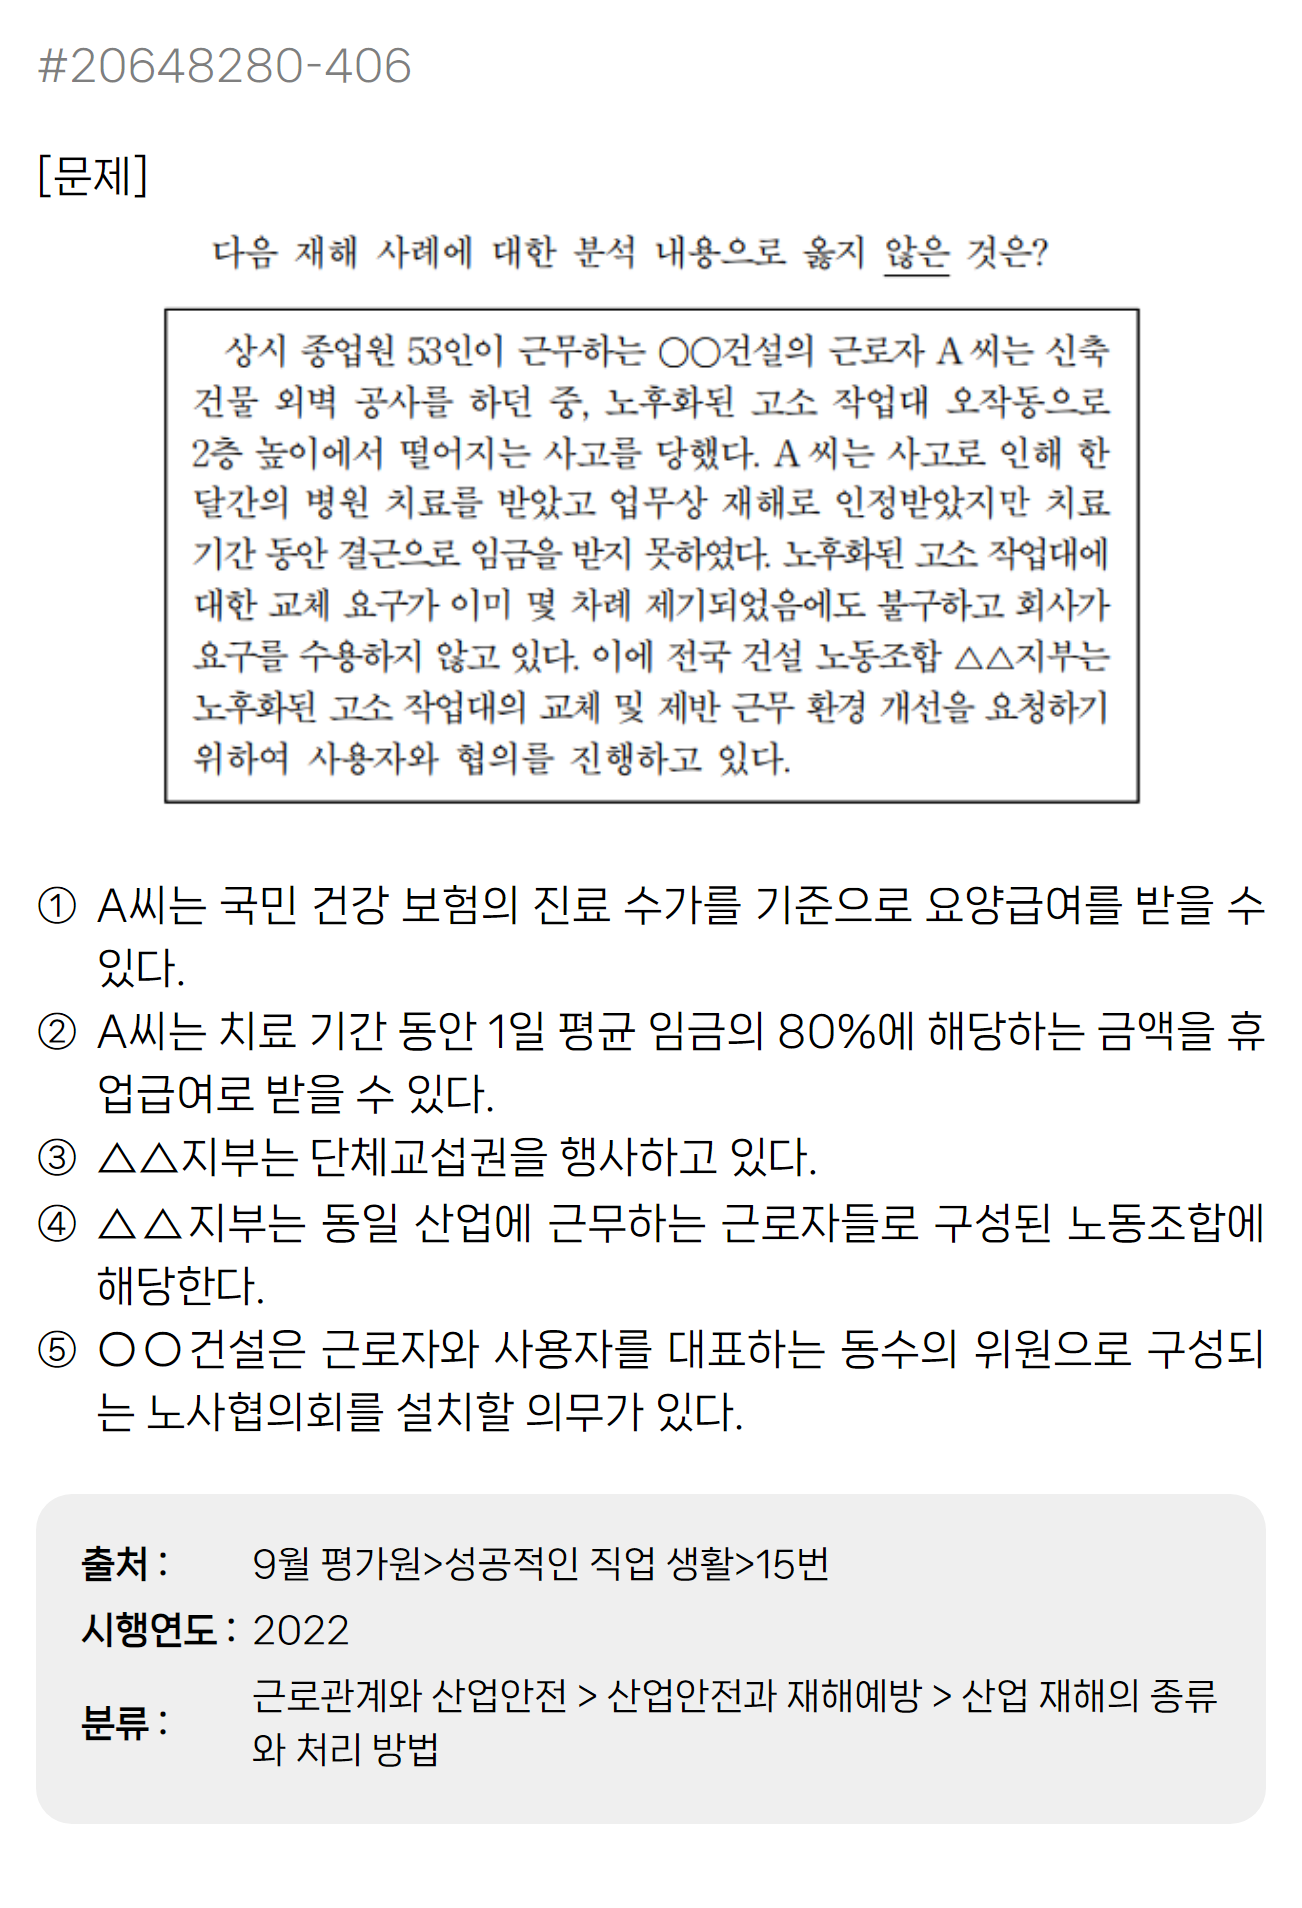 #20648280-406
[문제]
다음 재해 사례에 대한 분석 내용으로 옳지 않은 것은?
상시 종업원 53인이 근무하는 ○○건설의 근로자 A 씨는 신축
건물 외벽 공사를 하던 중, 노후화된 고소 작업대 오작동으로
2층 높이에서 떨어지는 사고를 당했다. A 씨는 사고로 인해 한
달간의 병원 치료를 받았고 업무상 재해로 인정받았지만 치료
기간 동안 결근으로 임금을 받지 못하였다. 노후화된 고소 작업대에
대한 교체 요구가 이미 몇 차례 제기되었음에도 불구하고 회사가
요구를 수용하지 않고 있다. 이에 전국 건설 노동조합 △△지부는
노후화된 고소 작업대의 교체 및 제반 근무 환경 개선을 요청하기
위하여 사용자와 협의를 진행하고 있다.
① A씨는 국민 건강 보험의 진료 수가를 기준으로 요양급여를 받을 수
있다.
② A씨는 치료 기간 동안 1일 평균 임금의 80%에 해당하는 금액을 휴
업급여로 받을 수 있다.
③ △△지부는 단체교섭권을 행사하고 있다.
④ △△지부는 동일 산업에 근무하는 근로자들로 구성된 노동조합에
해당한다.
⑤ ○○건설은 근로자와 사용자를 대표하는 동수의 위원으로 구성되
는 노사협의회를 설치할 의무가 있다.
출처 : 9월 평가원>성공적인 직업 생활>15번
시행연도 : 2022
분류 : 근로관계와 산업안전 > 산업안전과 재해예방 > 산업 재해의 종류
와 처리 방법